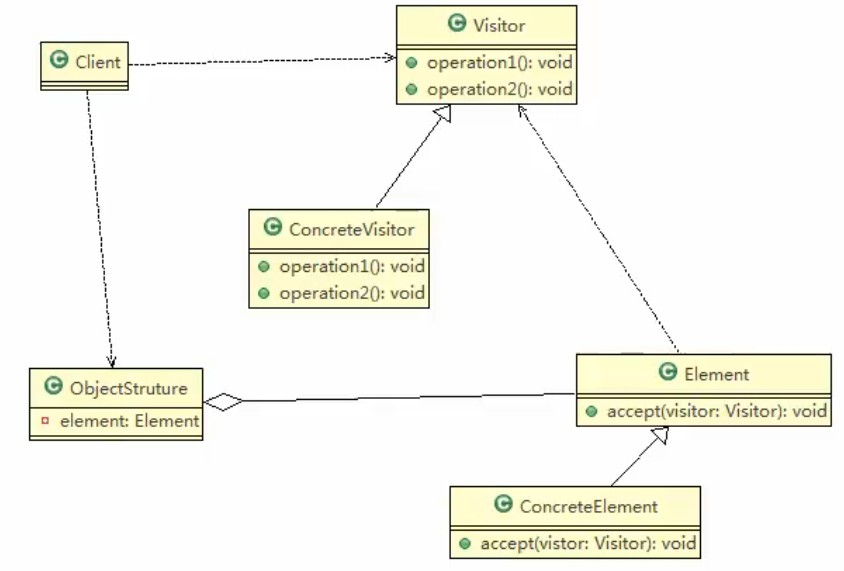 Visitor
operation1(): void
operation2(): void
Client
ConcreteVisitor
operation1(): void
operation2(): void
ObjectStruture
element: Element
Element
accept(visitor: Visitor): void
ConcreteElement
accept(vistor: Visitor): void